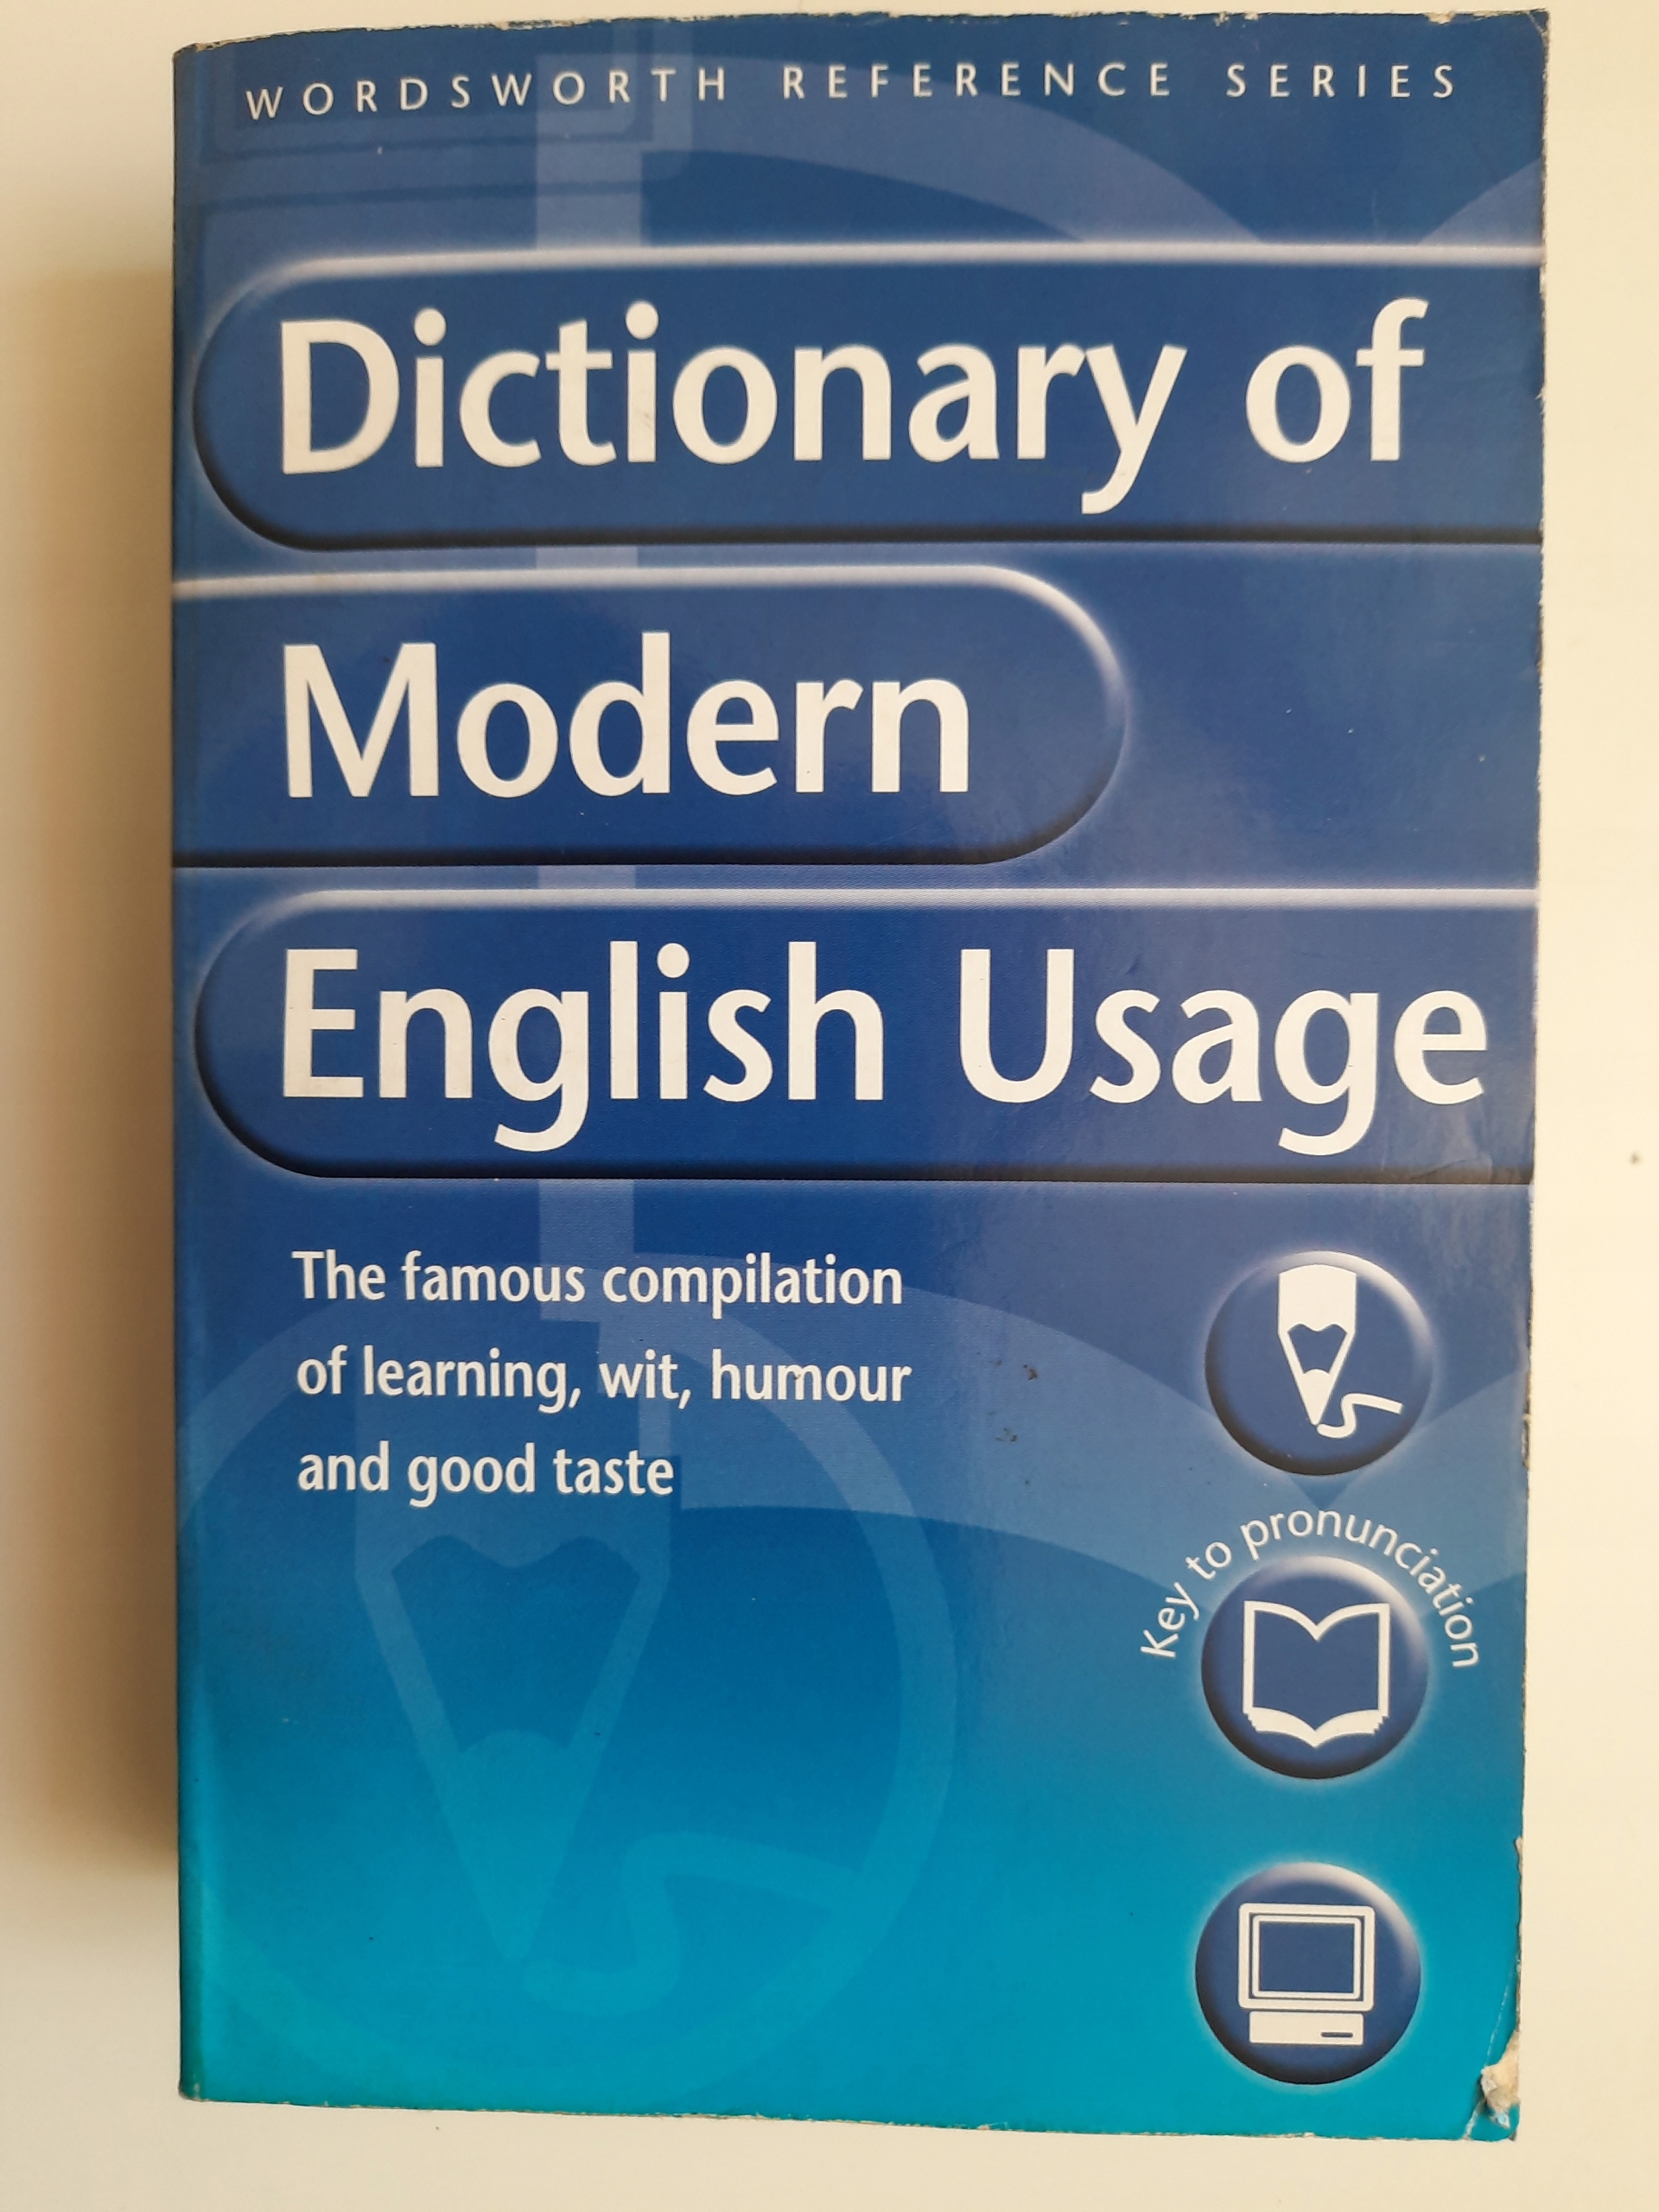 WORDSWORTH REFERENCE SERIES
Dictionary of
Modern
English Usage
The famous compilation
of learning, wit, humour
and good taste
Key to pronunciation